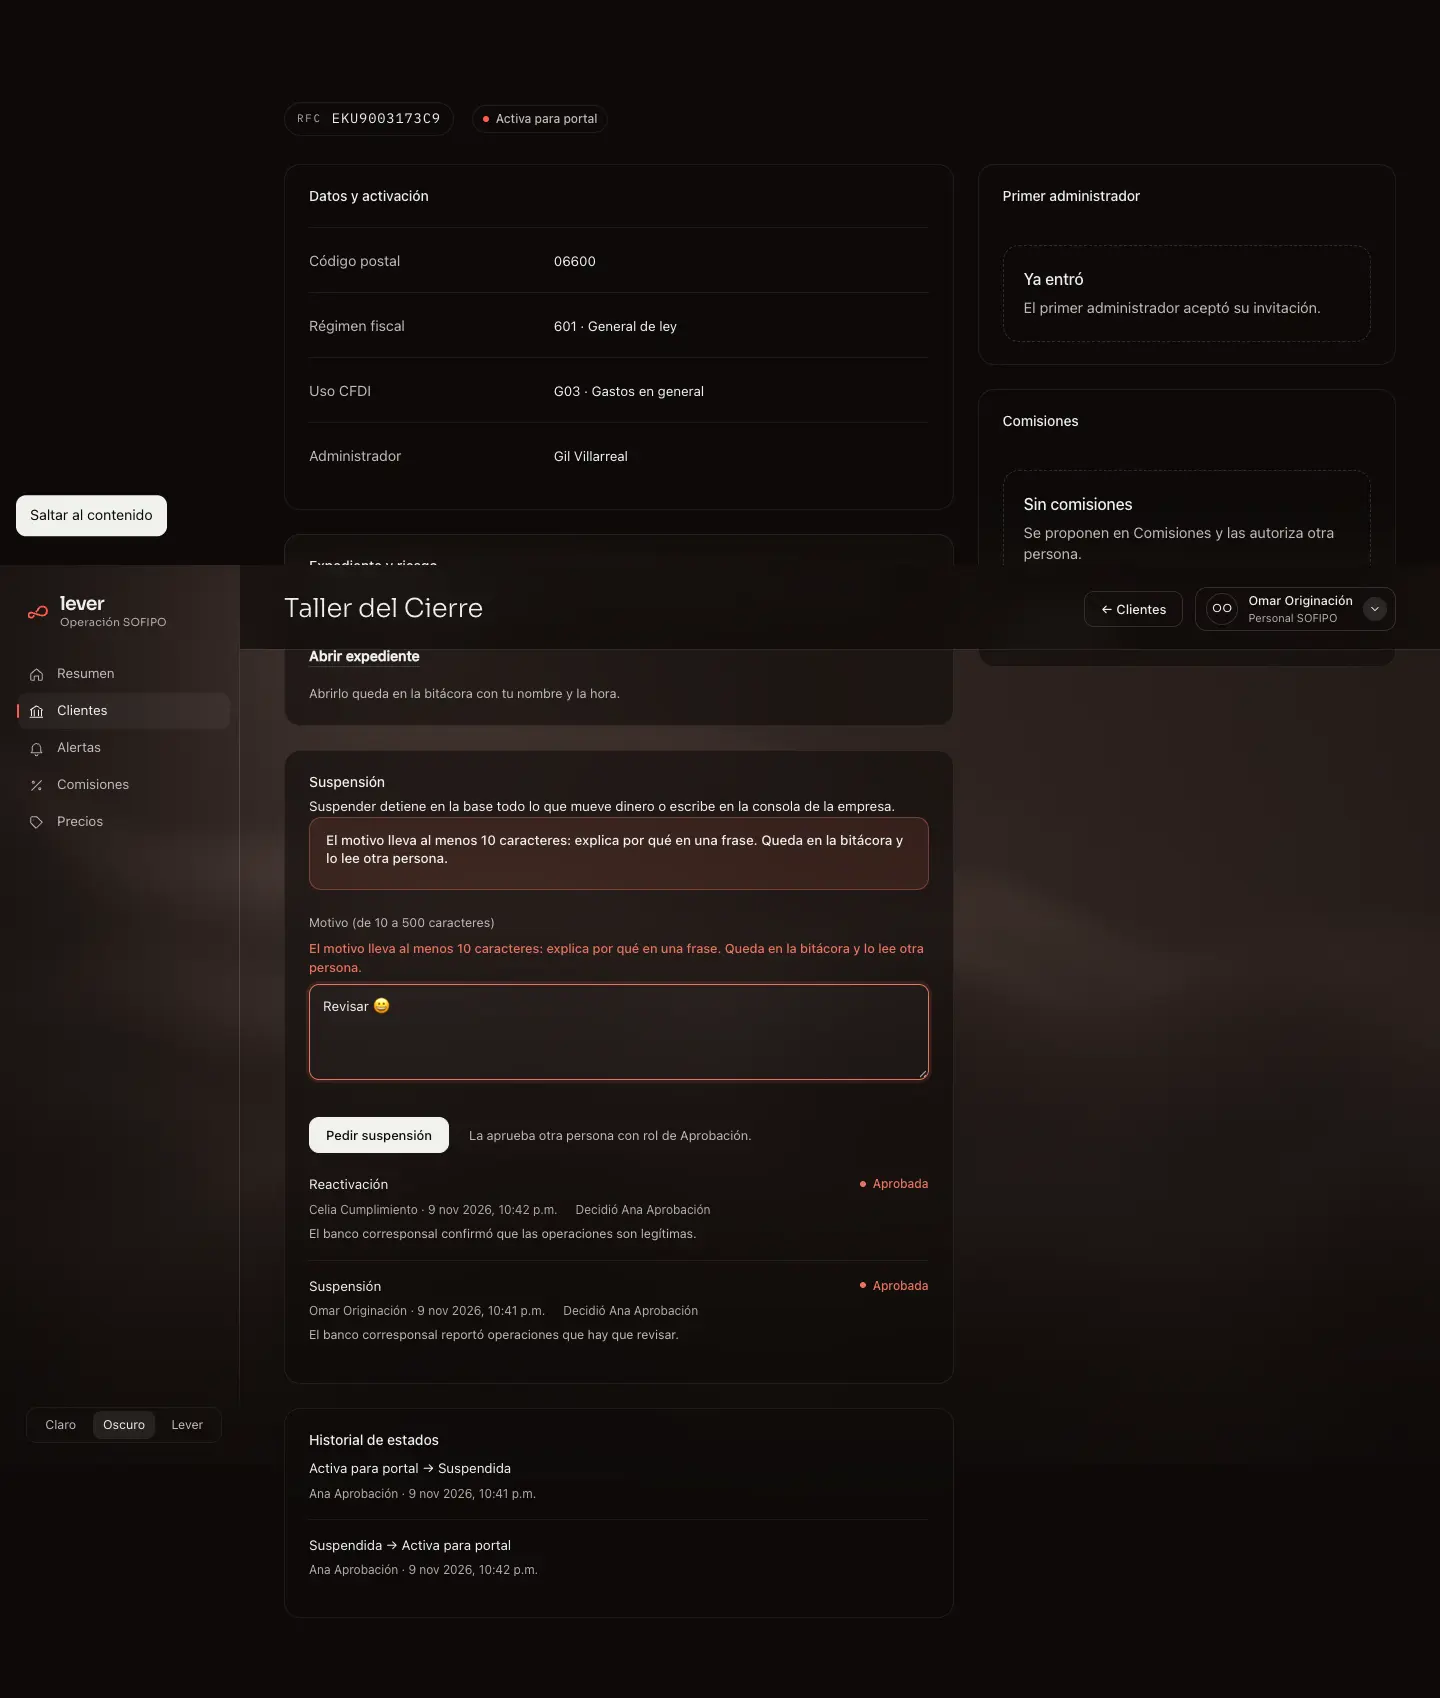 RFC EKU9003173C9
Activa para portal
Datos y activación
Código postal 06600
Régimen fiscal 601 · General de ley
Uso CFDI G03 · Gastos en general
Administrador Gil Villarreal
Primer administrador
Ya entró
El primer administrador aceptó su invitación.
Comisiones
Sin comisiones
Se proponen en Comisiones y las autoriza otra
persona.
Saltar al contenido
Expediente y riesgo
lever
Operación SOFIPO
Resumen
Clientes
Alertas
Comisiones
Precios
Claro Oscuro Lever
Taller del Cierre
← Clientes
Omar Originación
Personal SOFIPO
Abrir expediente
Abrirlo queda en la bitácora con tu nombre y la hora.
Suspensión
Suspender detiene en la base todo lo que mueve dinero o escribe en la consola de la empresa.
El motivo lleva al menos 10 caracteres: explica por qué en una frase. Queda en la bitácora y
lo lee otra persona.
Motivo (de 10 a 500 caracteres)
El motivo lleva al menos 10 caracteres: explica por qué en una frase. Queda en la bitácora y lo lee otra
persona.
Revisar 😀
Pedir suspensión
La aprueba otra persona con rol de Aprobación.
Reactivación Aprobada
Celia Cumplimiento · 9 nov 2026, 10:42 p.m. Decidió Ana Aprobación
El banco corresponsal confirmó que las operaciones son legítimas.
Suspensión Aprobada
Omar Originación · 9 nov 2026, 10:41 p.m. Decidió Ana Aprobación
El banco corresponsal reportó operaciones que hay que revisar.
Historial de estados
Activa para portal → Suspendida
Ana Aprobación · 9 nov 2026, 10:41 p.m.
Suspendida → Activa para portal
Ana Aprobación · 9 nov 2026, 10:42 p.m.